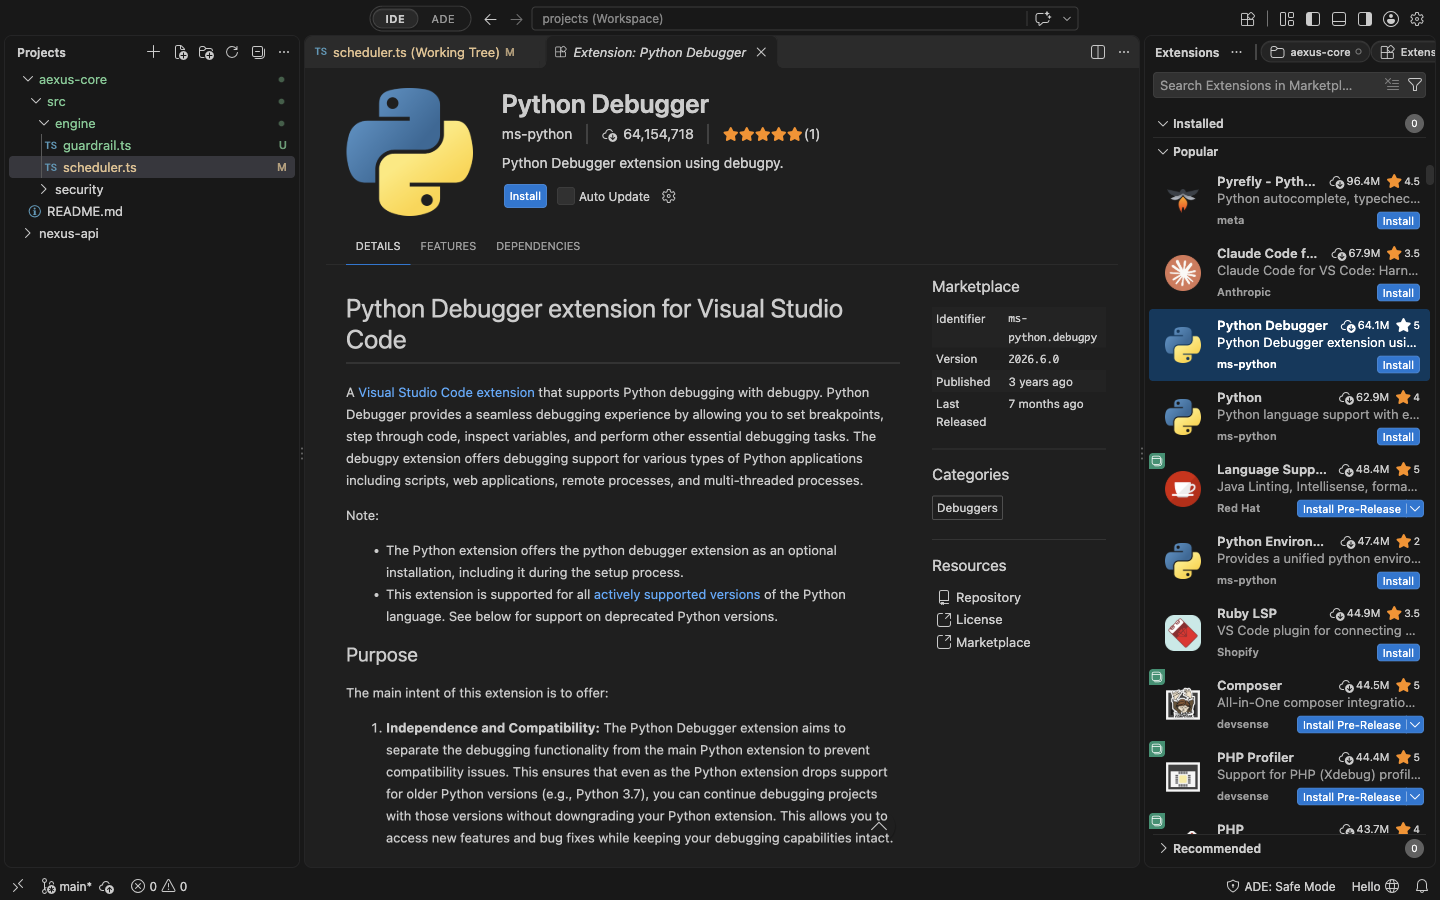 IDE
ADE
projects (Workspace)
Projects
aexus-core
src
engine
TS guardrail.ts U
TS scheduler.ts M
security
README.md
nexus-api
TS scheduler.ts (Working Tree) M
Extension: Python Debugger
Python Debugger
ms-python
64,154,718
(1)
Python Debugger extension using debugpy.
Install
Auto Update
DETAILS
FEATURES
DEPENDENCIES
Python Debugger extension for Visual Studio
Code
A Visual Studio Code extension that supports Python debugging with debugpy. Python
Debugger provides a seamless debugging experience by allowing you to set breakpoints,
step through code, inspect variables, and perform other essential debugging tasks. The
debugpy extension offers debugging support for various types of Python applications
including scripts, web applications, remote processes, and multi-threaded processes.
Note:
• The Python extension offers the python debugger extension as an optional
installation, including it during the setup process.
• This extension is supported for all actively supported versions of the Python
language. See below for support on deprecated Python versions.
Purpose
The main intent of this extension is to offer:
1. Independence and Compatibility: The Python Debugger extension aims to
separate the debugging functionality from the main Python extension to prevent
compatibility issues. This ensures that even as the Python extension drops support
for older Python versions (e.g., Python 3.7), you can continue debugging projects
with those versions without downgrading your Python extension. This allows you to
access new features and bug fixes while keeping your debugging capabilities intact.
Marketplace
Identifier ms-
python.debugpy
Version 2026.6.0
Published 3 years ago
Last 7 months ago
Released
Categories
Debuggers
Resources
Repository
License
Marketplace
Extensions
aexus-core
Extens
Search Extensions in Marketpl...
Installed 0
Popular
Pyrefly - Pyth... 96.4M 4.5
Python autocomplete, typechec...
meta Install
Claude Code f... 67.9M 3.5
Claude Code for VS Code: Harn...
Anthropic Install
Python Debugger 64.1M 5
Python Debugger extension usi...
ms-python Install
Python 62.9M 4
Python language support with e...
ms-python Install
Language Supp... 48.4M 5
Java Linting, Intellisense, forma...
Red Hat Install Pre-Release
Python Environ... 47.4M 2
Provides a unified python enviro...
ms-python Install
Ruby LSP 44.9M 3.5
VS Code plugin for connecting ...
Shopify Install
Composer 44.5M 5
All-in-One composer integratio...
devsense Install Pre-Release
PHP Profiler 44.4M 5
Support for PHP (Xdebug) profil...
devsense Install Pre-Release
PHP 43.7M 4
Recommended 0
main*
0 0
ADE: Safe Mode
Hello